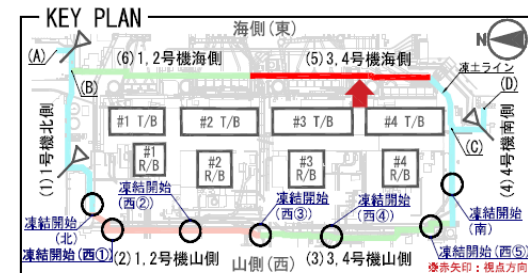 KEY PLAN
海側(東)
N
(A)
(6)1,2号機海側
(5)3,4号機海側
凍土ライン
(B)
(D)
#1 T/B
#2 T/B
#3 T/B
#4 T/B
(C)
(1)1号機北側
#1
R/B
#2
R/B
#3
R/B
#4
R/B
(4)4号機南側
凍結開始
(北)
凍結開始(西①)
凍結開始
(西②)
凍結開始
(西③)
凍結開始
(西④)
凍結開始
(南)
凍結開始(西⑤)
(2)1,2号機山側
(3)3,4号機山側
山側(西)
※赤矢印：視点方向